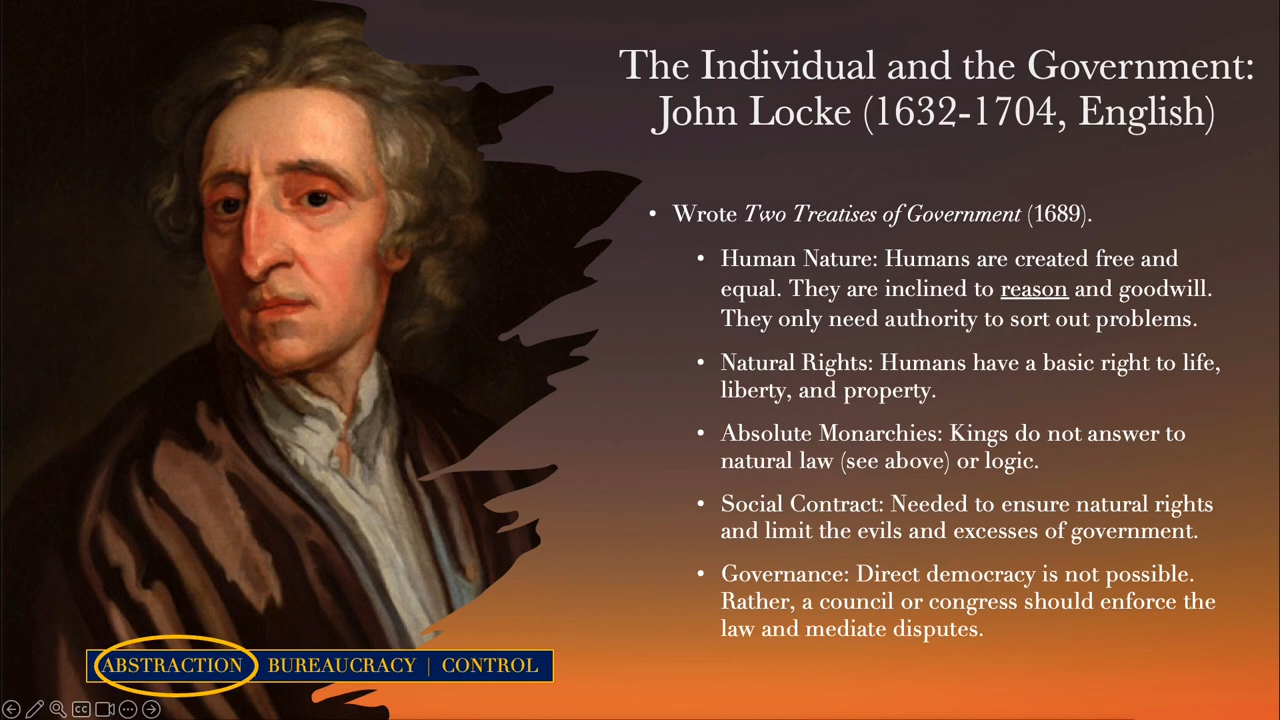 The Individual and the Government:
John Locke (1632-1704, English)
• Wrote Two Treatises of Government (1689).
• Human Nature: Humans are created free and
equal. They are inclined to reason and goodwill.
They only need authority to sort out problems.
• Natural Rights: Humans have a basic right to life,
liberty, and property.
• Absolute Monarchies: Kings do not answer to
natural law (see above) or logic.
• Social Contract: Needed to ensure natural rights
and limit the evils and excesses of government.
• Governance: Direct democracy is not possible.
Rather, a council or congress should enforce the
law and mediate disputes.
ABSTRACTION BUREAUCRACY | CONTROL
CC